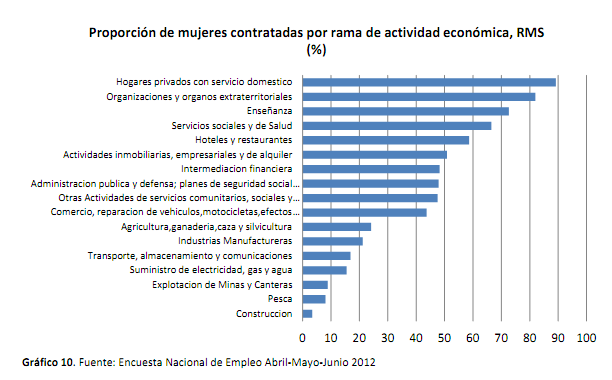 Proporción de mujeres contratadas por rama de actividad económica, RMS
(%)
Hogares privados con servicio domestico
Organizaciones y organos extraterritoriales
Enseñanza
Servicios sociales y de Salud
Hoteles y restaurantes
Actividades inmobiliarias, empresariales y de alquiler
Intermediacion financiera
Administracion publica y defensa; planes de seguridad social...
Otras Actividades de servicios comunitarios, sociales y...
Comercio, reparacion de vehiculos,motocicletas,efectos...
Agricultura,ganaderia,caza y silvicultura
Industrias Manufactureras
Transporte, almacenamiento y comunicaciones
Suministro de electricidad, gas y agua
Explotacion de Minas y Canteras
Pesca
Construccion
0 10 20 30 40 50 60 70 80 90 100
Gráfico 10. Fuente: Encuesta Nacional de Empleo Abril-Mayo-Junio 2012